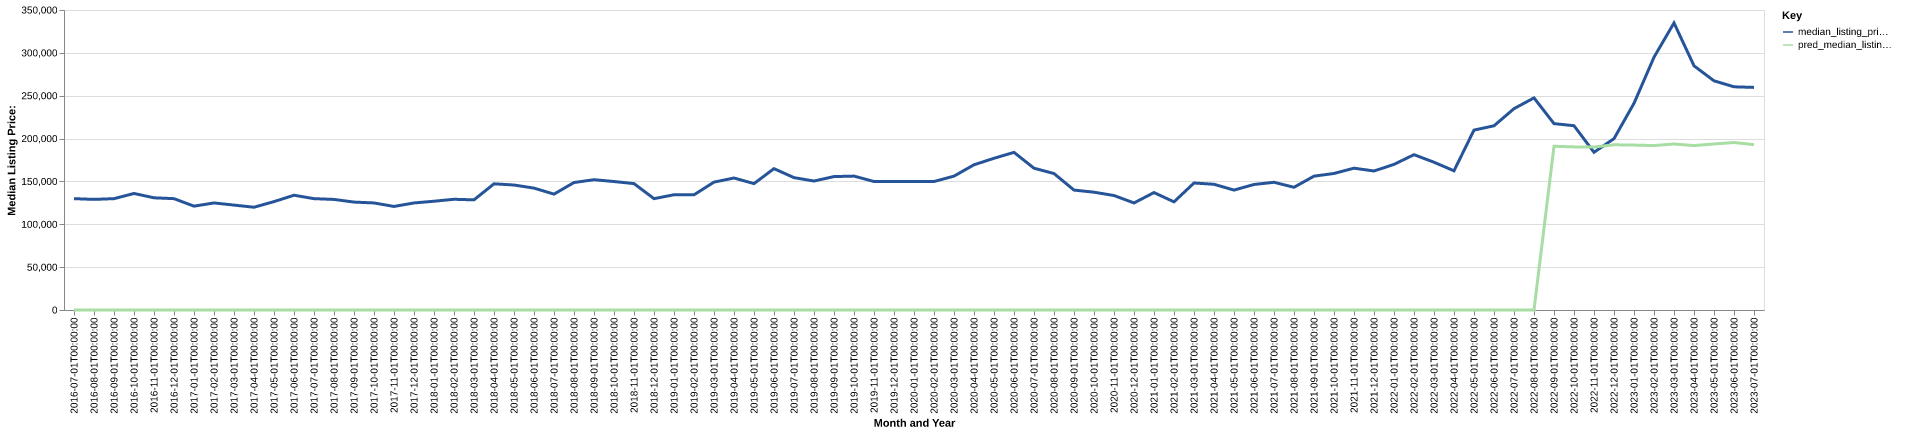 350,000
300,000
250,000
200,000
150,000
100,000
50,000
0
Median Listing Price:
2016-07-01T00:00:00
2016-08-01T00:00:00
2016-09-01T00:00:00
2016-10-01T00:00:00
2016-11-01T00:00:00
2016-12-01T00:00:00
2017-01-01T00:00:00
2017-02-01T00:00:00
2017-03-01T00:00:00
2017-04-01T00:00:00
2017-05-01T00:00:00
2017-06-01T00:00:00
2017-07-01T00:00:00
2017-08-01T00:00:00
2017-09-01T00:00:00
2017-10-01T00:00:00
2017-11-01T00:00:00
2017-12-01T00:00:00
2018-01-01T00:00:00
2018-02-01T00:00:00
2018-03-01T00:00:00
2018-04-01T00:00:00
2018-05-01T00:00:00
2018-06-01T00:00:00
2018-07-01T00:00:00
2018-08-01T00:00:00
2018-09-01T00:00:00
2018-10-01T00:00:00
2018-11-01T00:00:00
2018-12-01T00:00:00
2019-01-01T00:00:00
2019-02-01T00:00:00
2019-03-01T00:00:00
2019-04-01T00:00:00
2019-05-01T00:00:00
2019-06-01T00:00:00
2019-07-01T00:00:00
2019-08-01T00:00:00
2019-09-01T00:00:00
2019-10-01T00:00:00
2019-11-01T00:00:00
2019-12-01T00:00:00
2020-01-01T00:00:00
2020-02-01T00:00:00
2020-03-01T00:00:00
2020-04-01T00:00:00
2020-05-01T00:00:00
2020-06-01T00:00:00
2020-07-01T00:00:00
2020-08-01T00:00:00
2020-09-01T00:00:00
2020-10-01T00:00:00
2020-11-01T00:00:00
2020-12-01T00:00:00
2021-01-01T00:00:00
2021-02-01T00:00:00
2021-03-01T00:00:00
2021-04-01T00:00:00
2021-05-01T00:00:00
2021-06-01T00:00:00
2021-07-01T00:00:00
2021-08-01T00:00:00
2021-09-01T00:00:00
2021-10-01T00:00:00
2021-11-01T00:00:00
2021-12-01T00:00:00
2022-01-01T00:00:00
2022-02-01T00:00:00
2022-03-01T00:00:00
2022-04-01T00:00:00
2022-05-01T00:00:00
2022-06-01T00:00:00
2022-07-01T00:00:00
2022-08-01T00:00:00
2022-09-01T00:00:00
2022-10-01T00:00:00
2022-11-01T00:00:00
2022-12-01T00:00:00
2023-01-01T00:00:00
2023-02-01T00:00:00
2023-03-01T00:00:00
2023-04-01T00:00:00
2023-05-01T00:00:00
2023-06-01T00:00:00
2023-07-01T00:00:00
Month and Year
Key
median_listing_pri…
pred_median_listin…